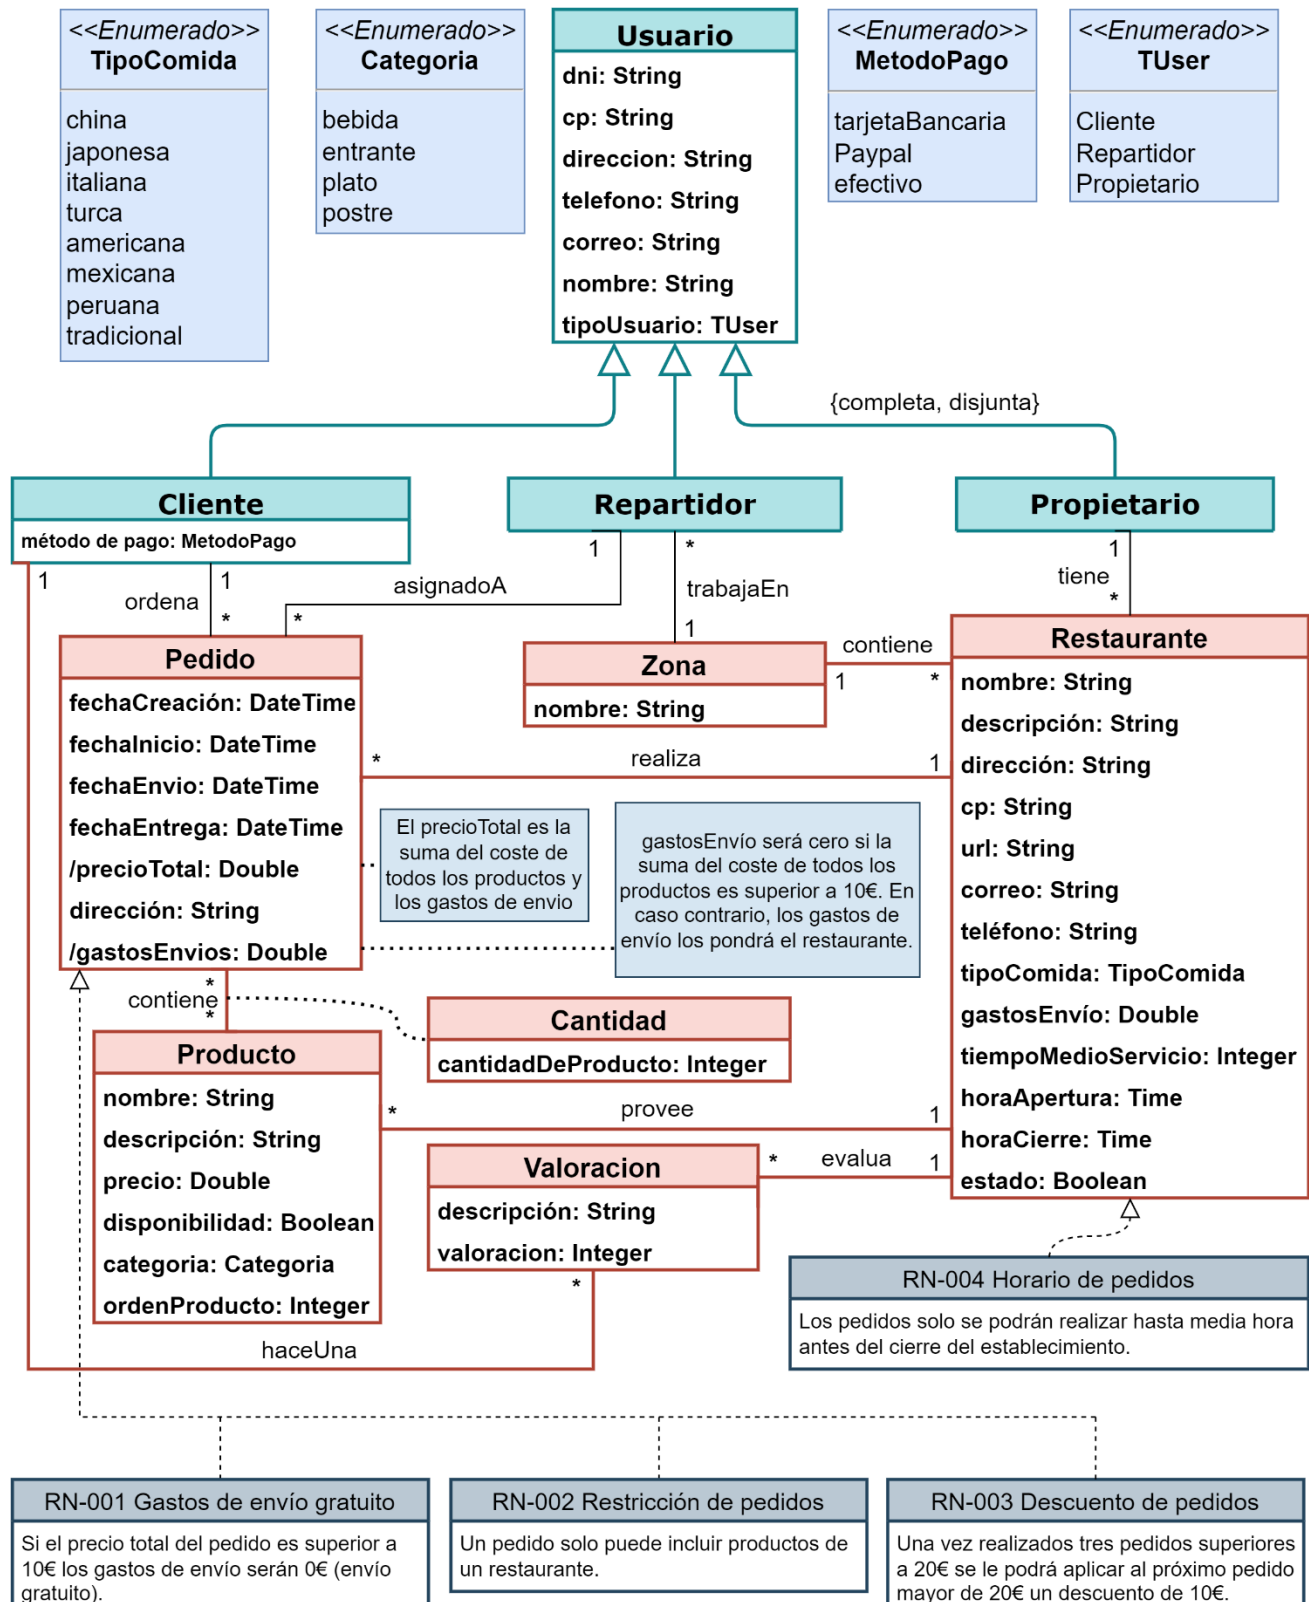 <<Enumerado>>
TipoComida
china
japonesa
italiana
turca
americana
mexicana
peruana
tradicional
<<Enumerado>>
Categoria
bebida
entrante
plato
postre
Usuario
dni: String
cp: String
direccion: String
telefono: String
correo: String
nombre: String
tipoUsuario: TUser
<<Enumerado>>
MetodoPago
tarjetaBancaria
Paypal
efectivo
<<Enumerado>>
TUser
Cliente
Repartidor
Propietario
{completa, disjunta}
Cliente
método de pago: MetodoPago
Repartidor
Propietario
1
1
ordena
*
asignadoA
1
*
*
trabajaEn
1
1
tiene
*
Pedido
fechaCreación: DateTime
fechaInicio: DateTime
fechaEnvio: DateTime
fechaEntrega: DateTime
/precioTotal: Double
dirección: String
/gastosEnvios: Double
Zona
nombre: String
contiene
1
*
Restaurante
nombre: String
descripción: String
dirección: String
cp: String
url: String
correo: String
teléfono: String
tipoComida: TipoComida
gastosEnvío: Double
tiempoMedioServicio: Integer
horaApertura: Time
horaCierre: Time
estado: Boolean
*
realiza
1
El precioTotal es la
suma del coste de
todos los productos y
los gastos de envio
gastosEnvío será cero si la
suma del coste de todos los
productos es superior a 10€. En
caso contrario, los gastos de
envío los pondrá el restaurante.
*
contiene
*
Cantidad
cantidadDeProducto: Integer
Producto
nombre: String
descripción: String
precio: Double
disponibilidad: Boolean
categoria: Categoria
ordenProducto: Integer
*
provee
1
Valoracion
descripción: String
valoracion: Integer
*
evalua
1
*
haceUna
RN-004 Horario de pedidos
Los pedidos solo se podrán realizar hasta media hora
antes del cierre del establecimiento.
RN-001 Gastos de envío gratuito
Si el precio total del pedido es superior a
10€ los gastos de envío serán 0€ (envío
gratuito).
RN-002 Restricción de pedidos
Un pedido solo puede incluir productos de
un restaurante.
RN-003 Descuento de pedidos
Una vez realizados tres pedidos superiores
a 20€ se le podrá aplicar al próximo pedido
mayor de 20€ un descuento de 10€.